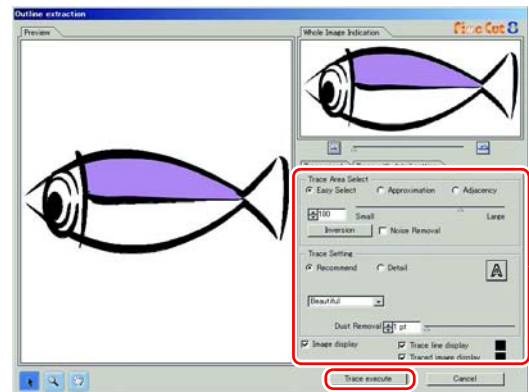 Outline extraction
Preview
Whole Image Indication
Fine Cut 8
Trace Area Select
Easy Select Approximation Adjacency
100 Small Large
Inversion Noise Removal
Trace Setting
Recommend Detail
A
Beautiful
Dust Removal 1 pt
Image display Trace line display
Traced image display
Trace execute Cancel